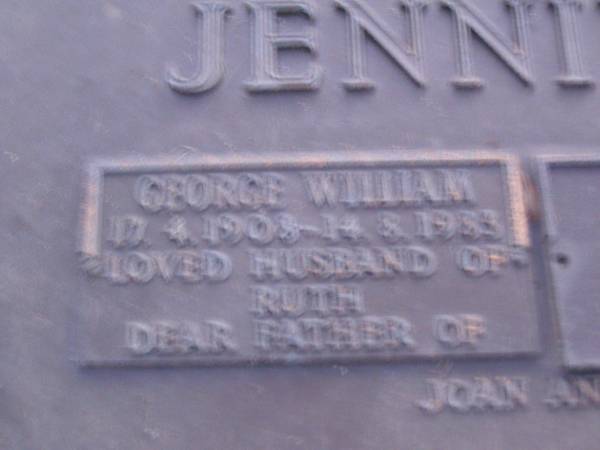 JENNI
GEORGE WILLIAM
17. 4. 1908 – 14. 8. 1983
LOVED HUSBAND OF
RUTH
DEAR FATHER OF
JOAN AN